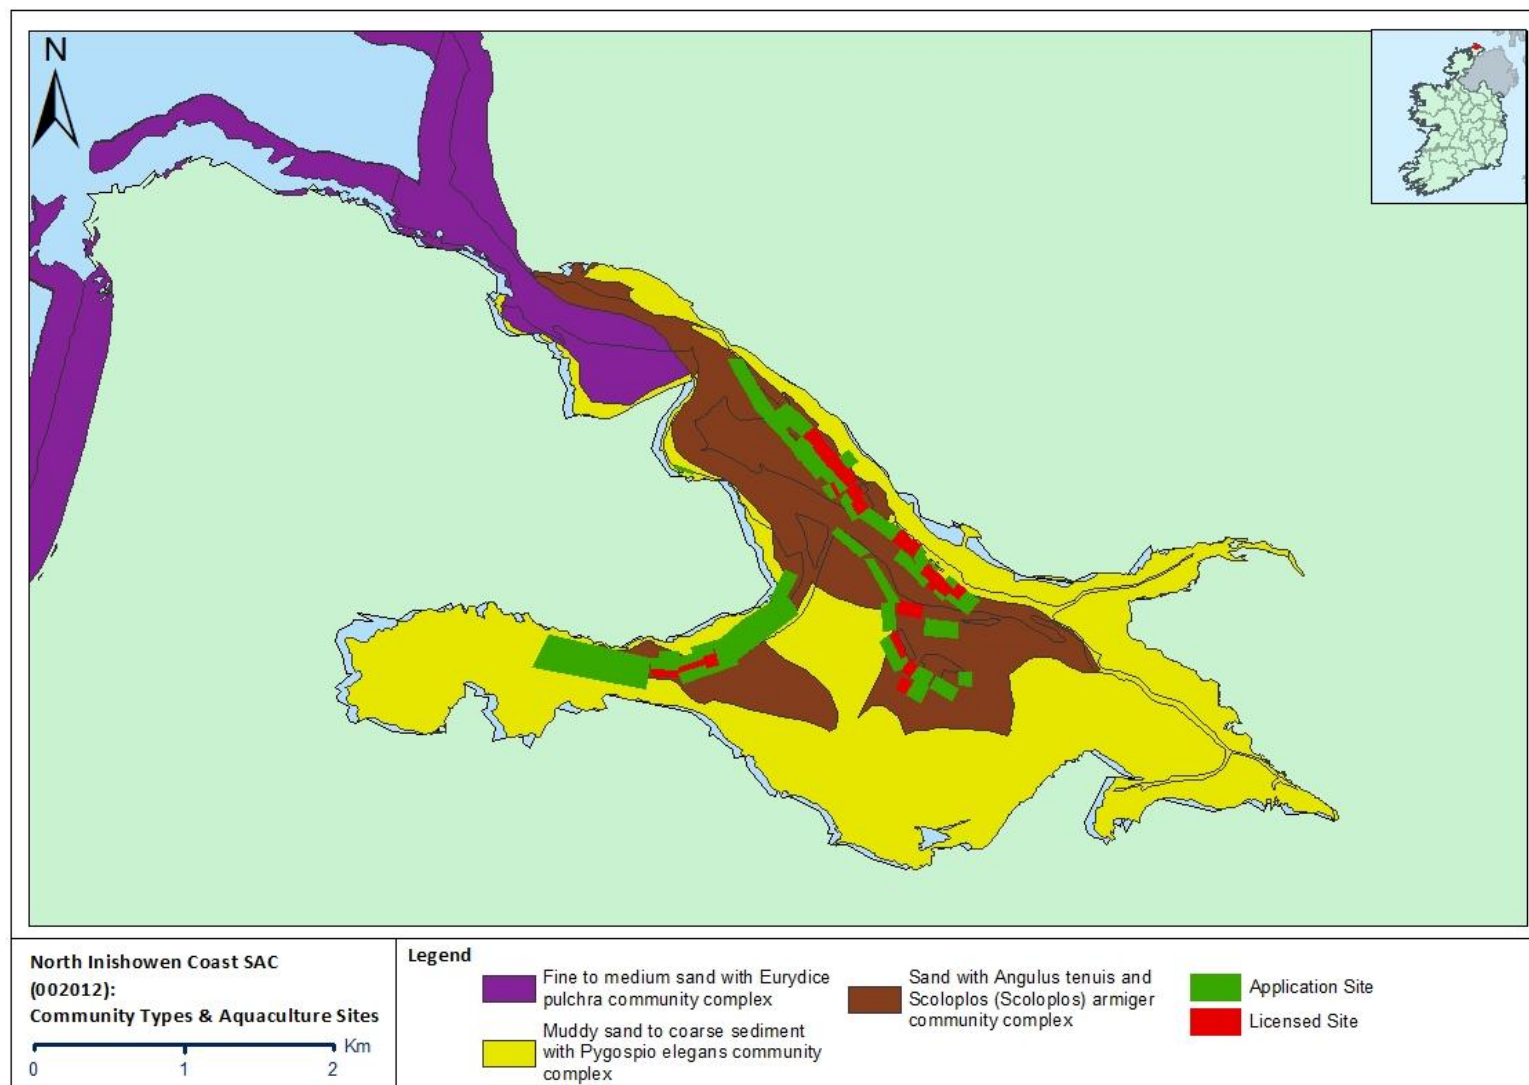 N
North Inishowen Coast SAC
(002012):
Community Types & Aquaculture Sites
Km
0 1 2
Legend
Fine to medium sand with Eurydice
pulchra community complex
Muddy sand to coarse sediment
with Pygospio elegans community
complex
Sand with Angulus tenuis and
Scoloplos (Scoloplos) armiger
community complex
Application Site
Licensed Site